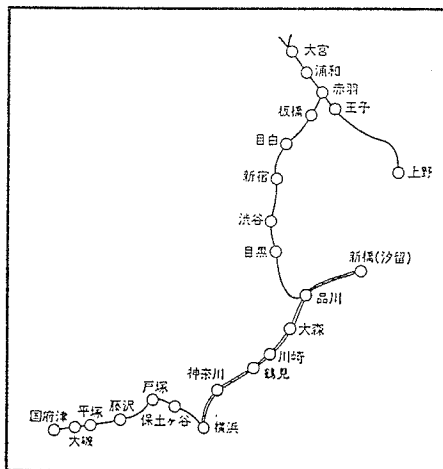 大宮
浦和
赤羽
王子
板橋
目白
上野
新宿
渋谷
目黒
新橋(汐留)
品川
大森
川崎
鶴見
神奈川
戸塚
藤沢
平塚
国府津
大磯
保土ヶ谷
横浜